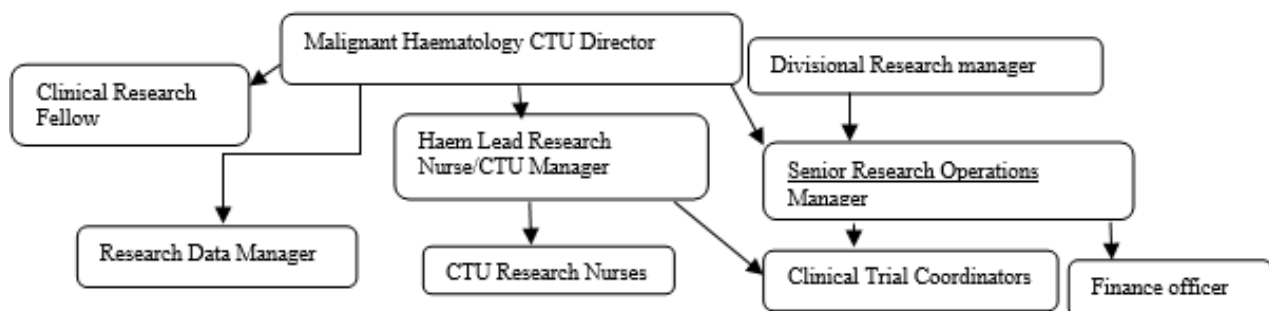 Malignant Haematology CTU Director
Divisional Research manager
Clinical Research
Fellow
Haem Lead Research
Nurse/CTU Manager
Senior Research Operations
Manager
Research Data Manager
CTU Research Nurses
Clinical Trial Coordinators
Finance officer